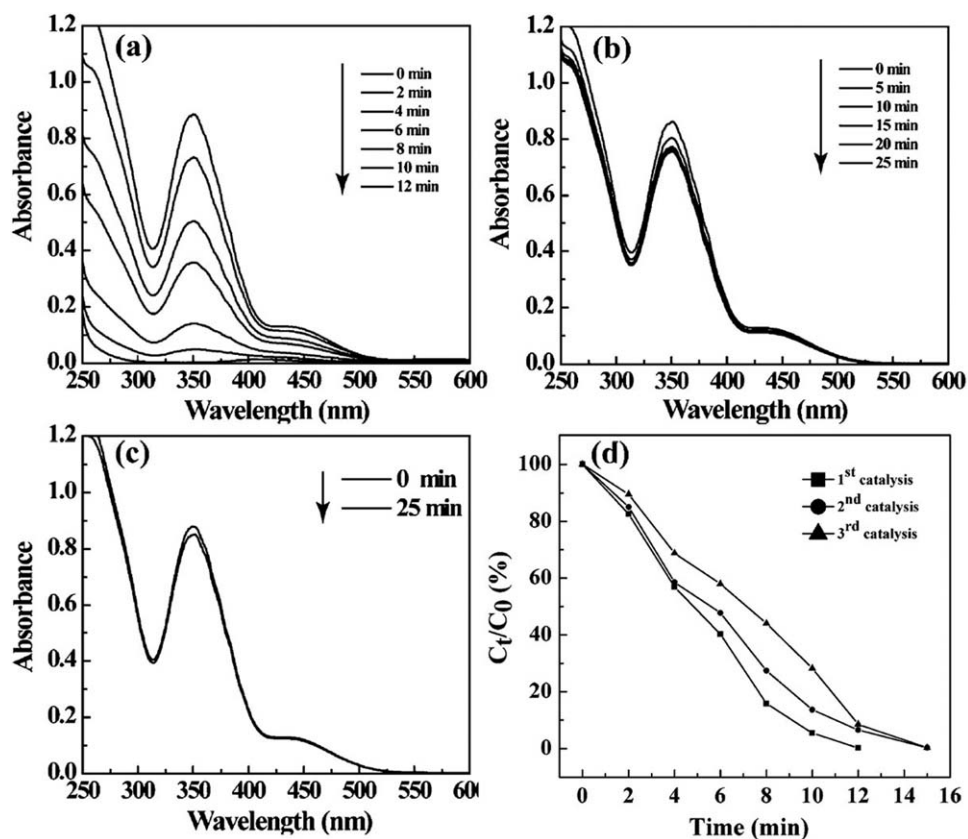 (a)
0 min
2 min
4 min
6 min
8 min
10 min
12 min
Absorbance
1.2
1.0
0.8
0.6
0.4
0.2
0.0
250 300 350 400 450 500 550 600
Wavelength (nm)
(b)
0 min
5 min
10 min
15 min
20 min
25 min
Absorbance
1.2
1.0
0.8
0.6
0.4
0.2
0.0
250 300 350 400 450 500 550 600
Wavelength (nm)
(c)
0 min
25 min
Absorbance
1.2
1.0
0.8
0.6
0.4
0.2
0.0
250 300 350 400 450 500 550 600
Wavelength (nm)
(d)
1st catalysis
2nd catalysis
3rd catalysis
Ct/C0 (%)
100
80
60
40
20
0
0 2 4 6 8 10 12 14 16
Time (min)